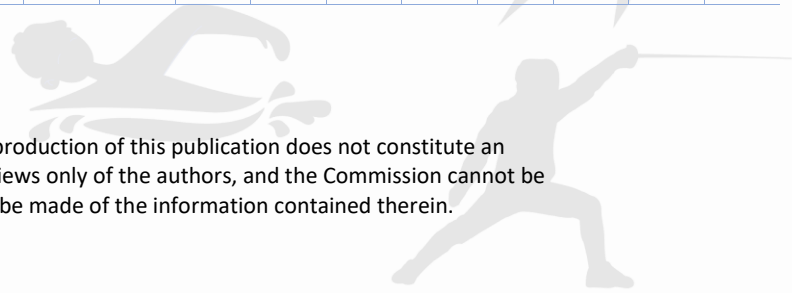 production of this publication does not constitute an
iews only of the authors, and the Commission cannot be
be made of the information contained therein.